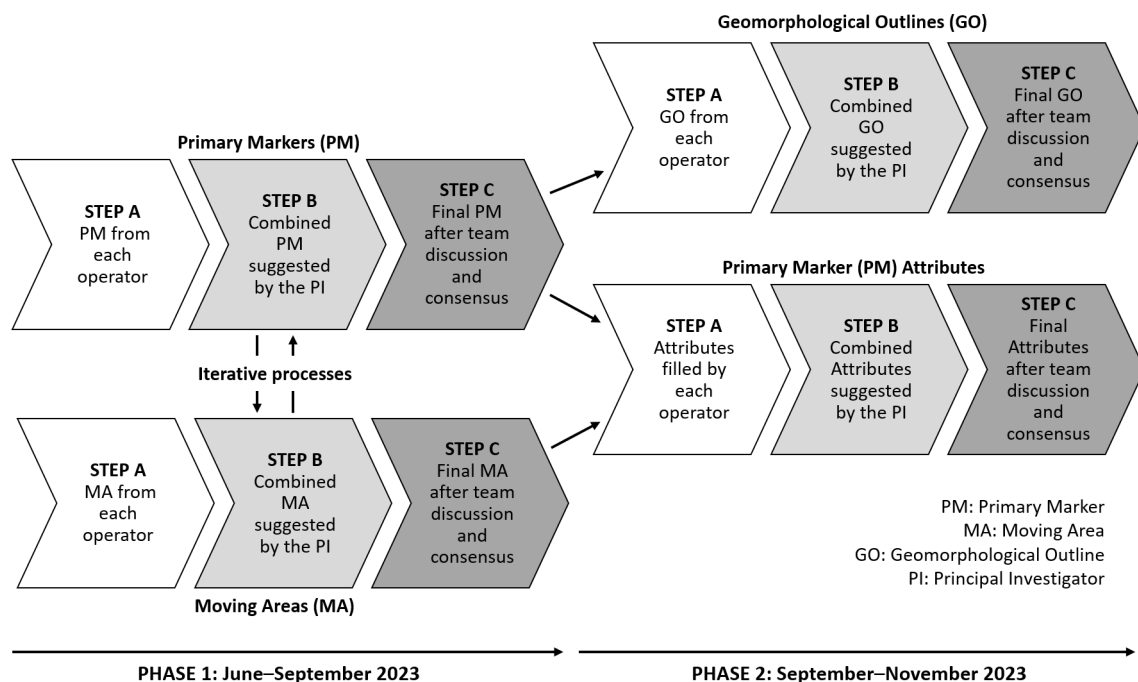 Geomorphological Outlines (GO)
STEP A
GO from
each
operator
STEP B
Combined
GO
suggested
by the PI
STEP C
Final GO
after team
discussion
and
consensus
Primary Markers (PM)
STEP A
PM from
each
operator
STEP B
Combined
PM
suggested
by the PI
STEP C
Final PM
after team
discussion
and
consensus
Primary Marker (PM) Attributes
STEP A
Attributes
filled by
each
operator
STEP B
Combined
Attributes
suggested
by the PI
STEP C
Final
Attributes
after team
discussion
and
consensus
Iterative processes
STEP A
MA from
each
operator
STEP B
Combined
MA
suggested
by the PI
STEP C
Final MA
after team
discussion
and
consensus
Moving Areas (MA)
PM: Primary Marker
MA: Moving Area
GO: Geomorphological Outline
PI: Principal Investigator
PHASE 1: June–September 2023
PHASE 2: September–November 2023